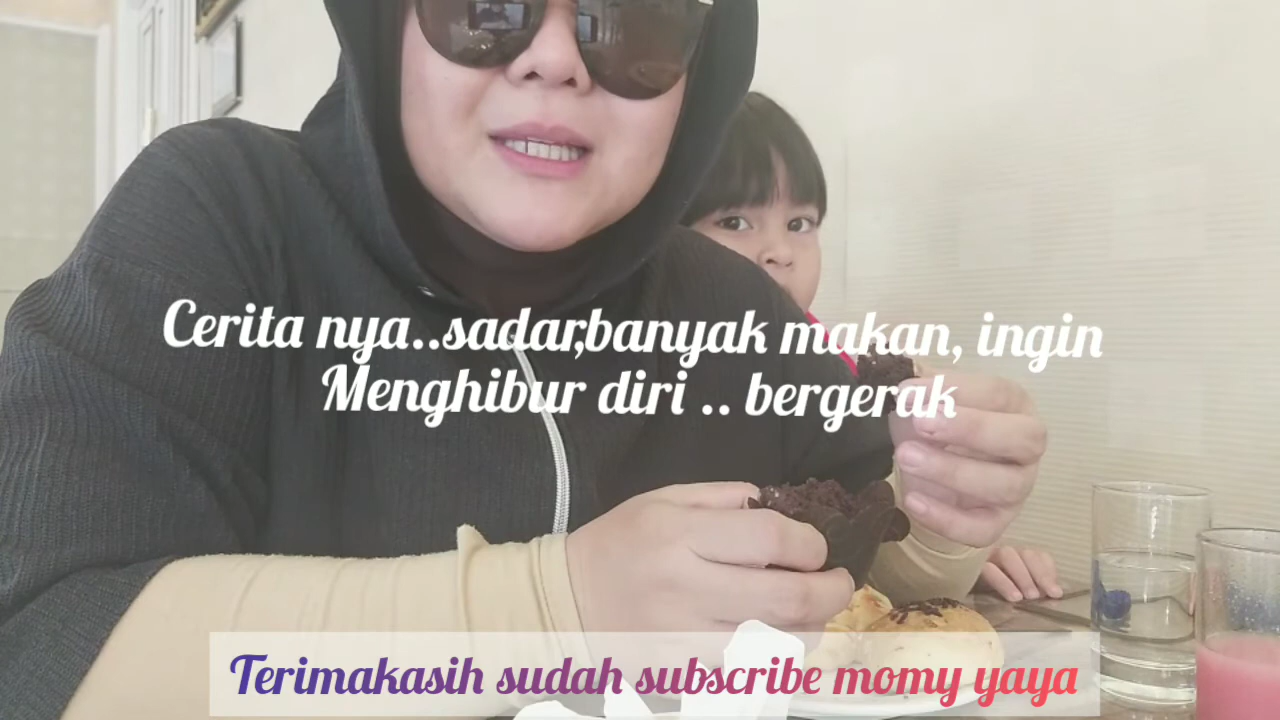 Cerita nya..sadar,banyak makan, ingin
Menghibur diri .. bergerak
Terimakasih sudah subscribe momy yaya